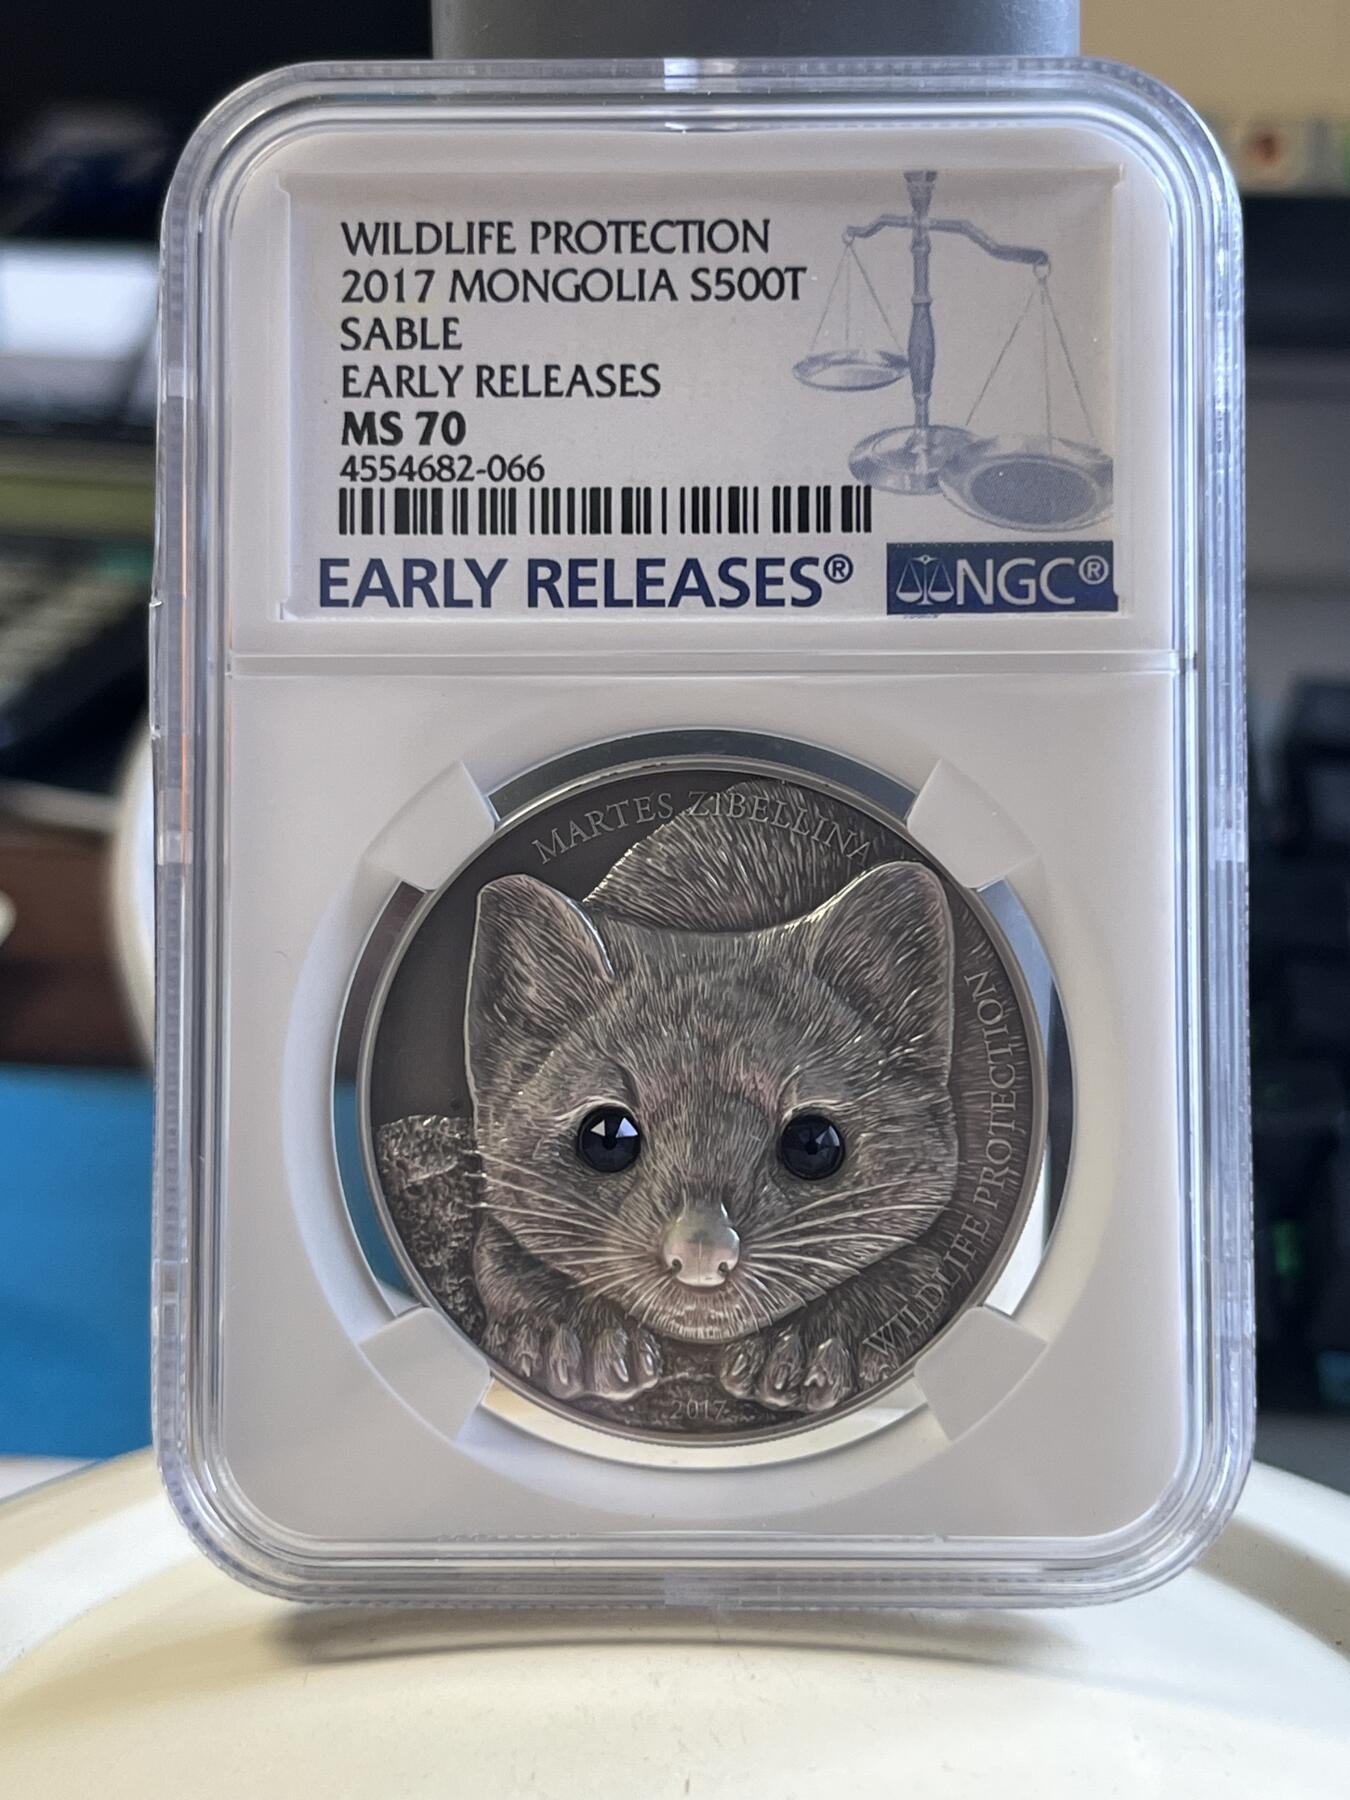 WILDLIFE PROTECTION
2017 MONGOLIA S500T
SABLE
EARLY RELEASES
MS 70
4554682-066
EARLY RELEASES®
NGC®
MARTES ZIBELLINA
WILDLIFE PROTECTION
2017